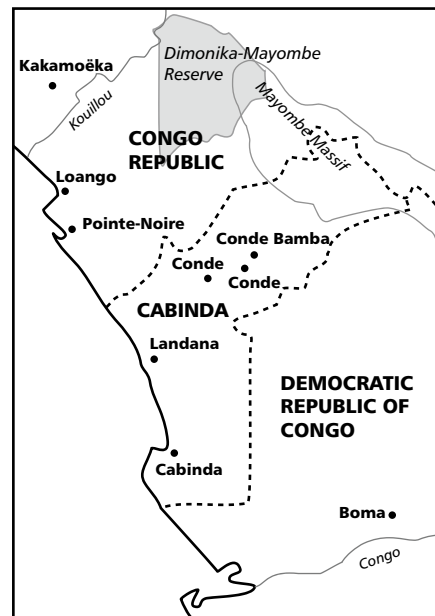 Kakamoëka
Dimonika-Mayombe
Reserve
Kouillou
Mayombe Massif
CONGO
REPUBLIC
Loango
Pointe-Noire
Conde Bamba
Conde
Conde
CABINDA
Landana
DEMOCRATIC
REPUBLIC OF
CONGO
Cabinda
Boma
Congo